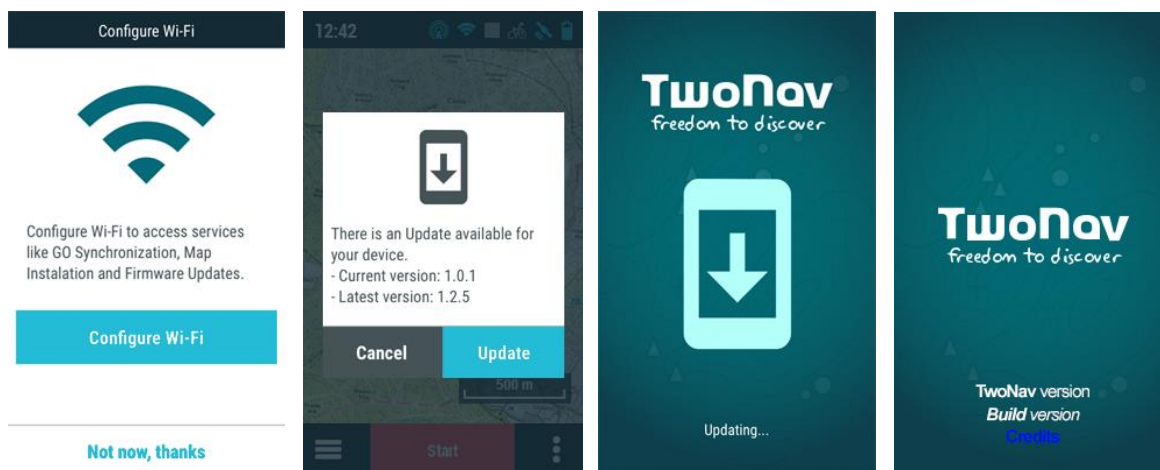 Configure Wi-Fi
Configure Wi-Fi to access services
like GO Synchronization, Map
Instalation and Firmware Updates.
Configure Wi-Fi
Not now, thanks
12:42
There is an Update available for
your device.
- Current version: 1.0.1
- Latest version: 1.2.5
Cancel
Update
500 m
Start
TwoNav
freedom to discover
Updating...
TwoNav
freedom to discover
TwoNav version
Build version
Credits